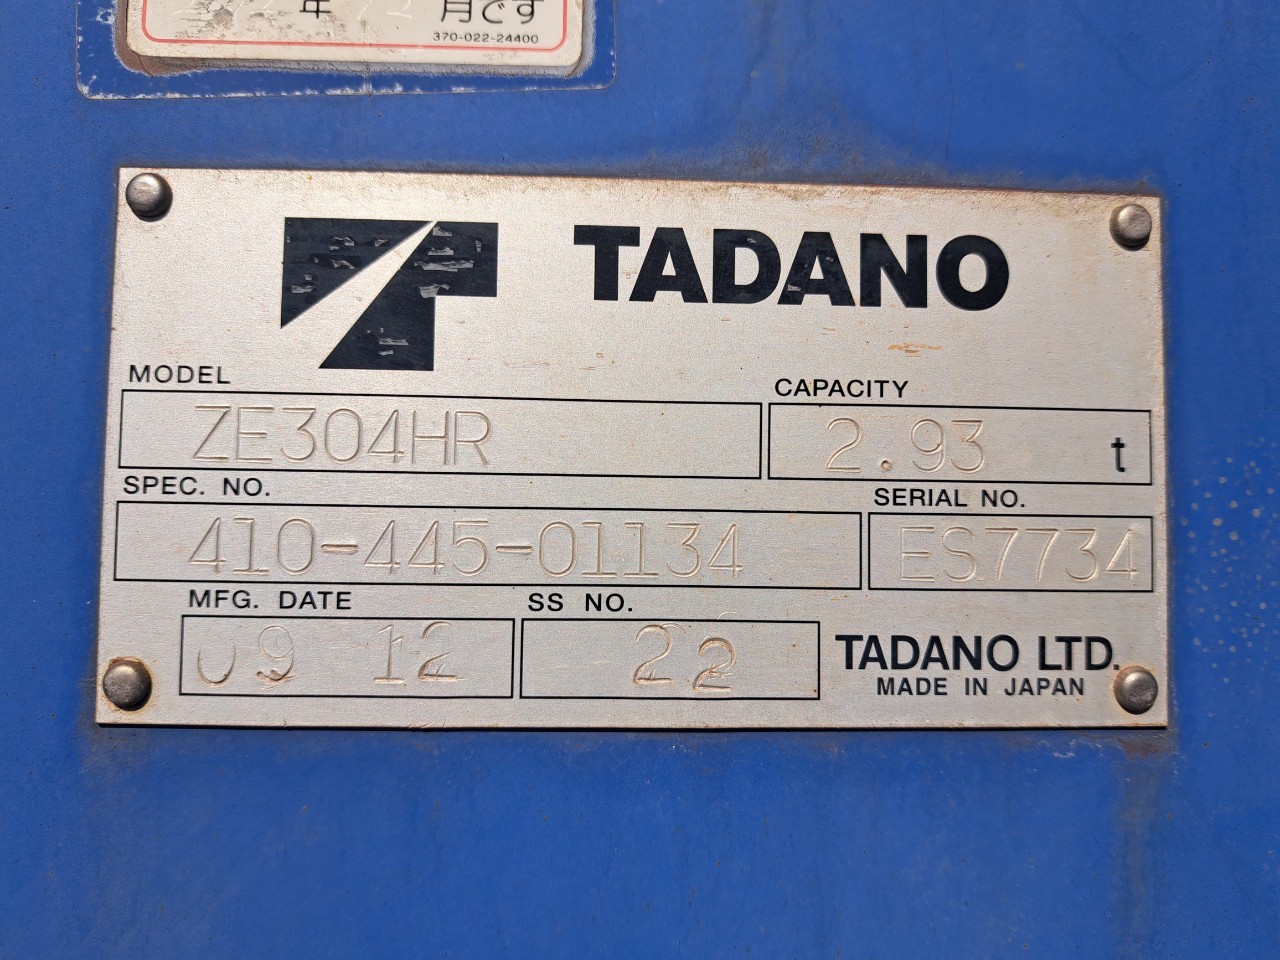 年 12 月です
370-022-24400
TADANO
MODEL
CAPACITY
ZE304HR
2.93 t
SPEC. NO.
SERIAL NO.
410-445-01134
ES7734
MFG. DATE
SS NO.
09 12
22
TADANO LTD.
MADE IN JAPAN